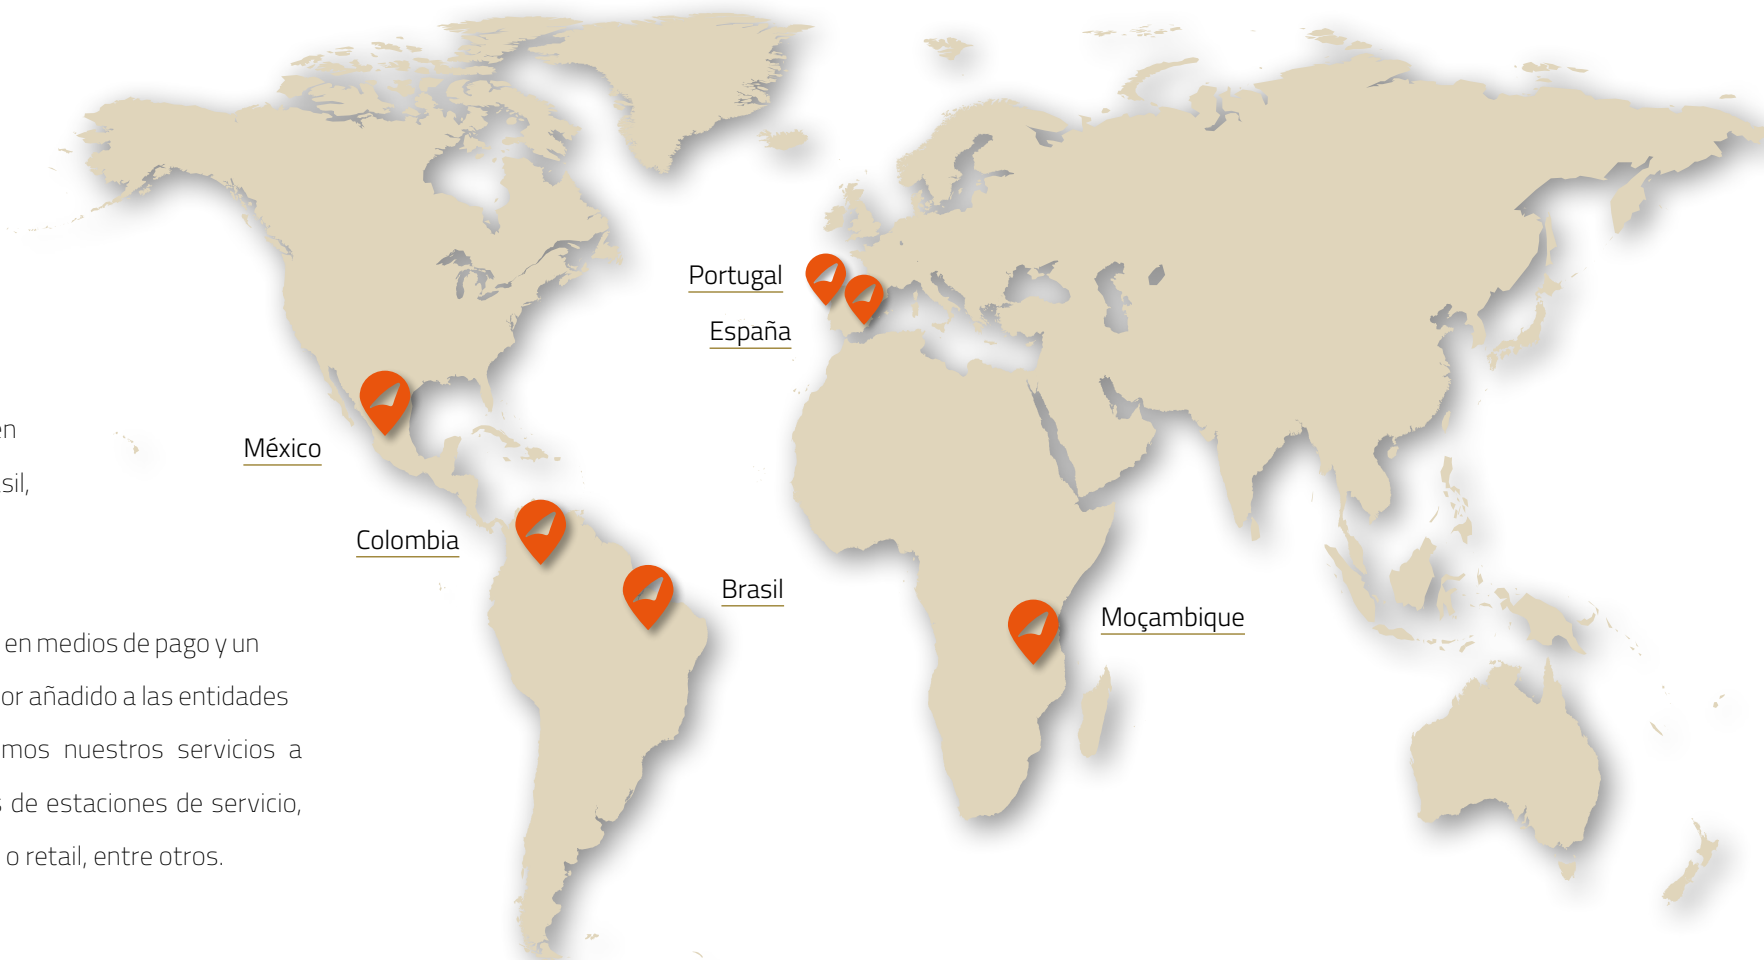 Portugal
España
México
Colombia
Brasil
Moçambique
en
sil,
en medios de pago y un
or añadido a las entidades
mos nuestros servicios a
s de estaciones de servicio,
o retail, entre otros.